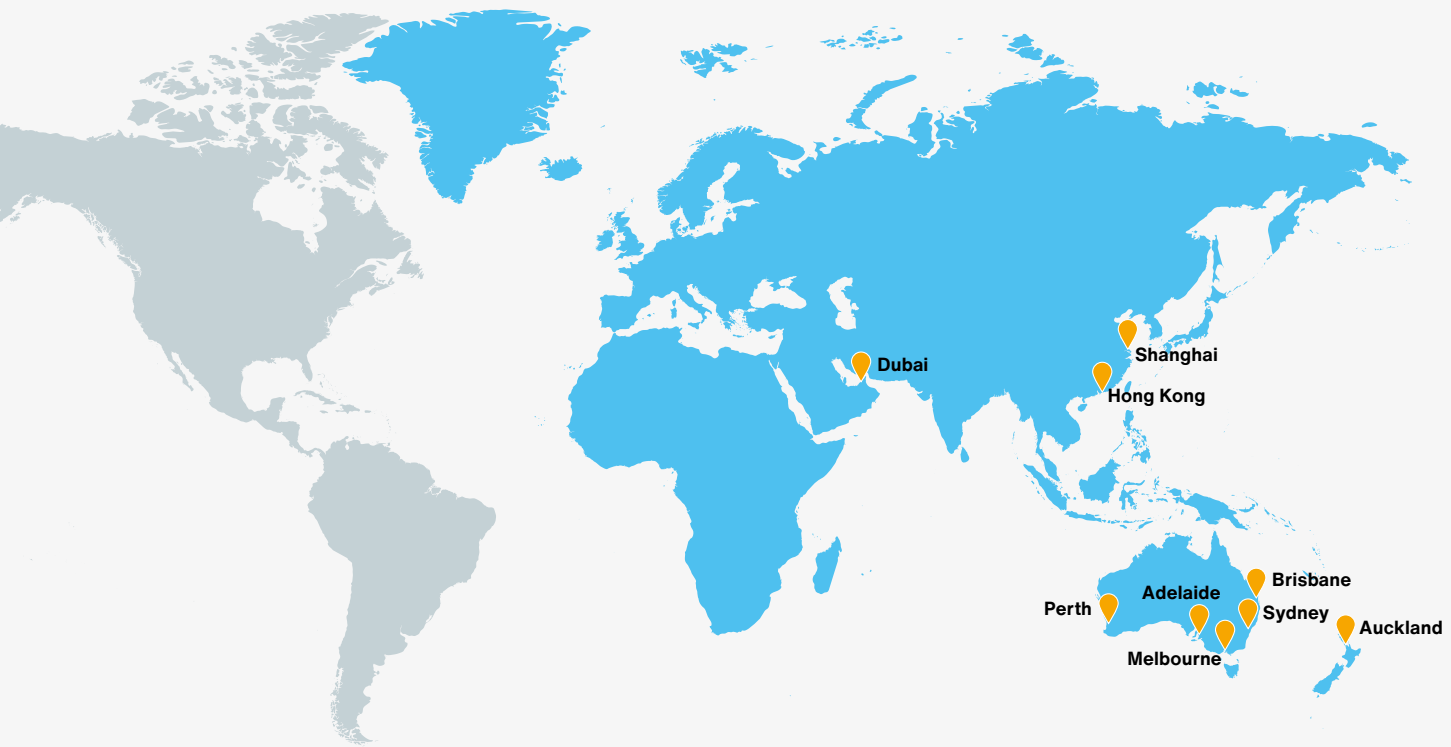 Dubai
Shanghai
Hong Kong
Brisbane
Adelaide
Perth
Sydney
Auckland
Melbourne